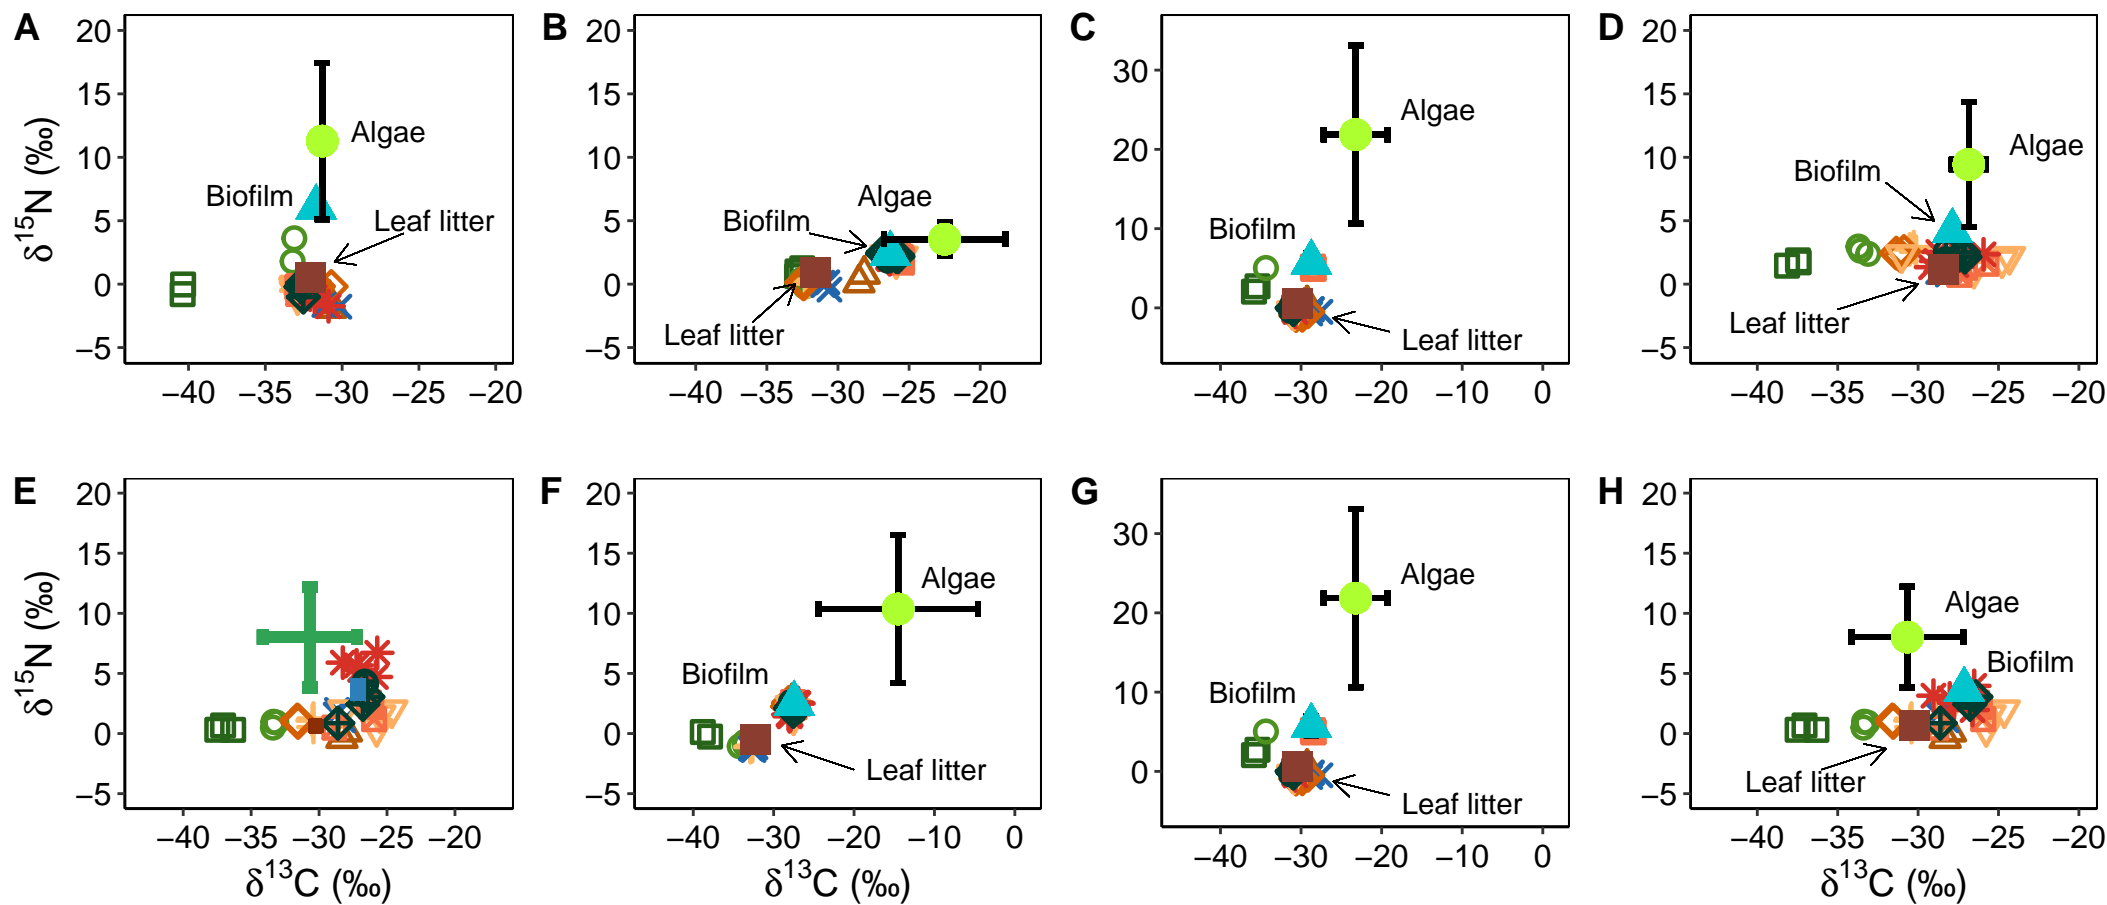 A
20
15
10
5
0
−5
δ15N (‰)
Algae
Biofilm
Leaf litter
−40 −35 −30 −25 −20
B
20
15
10
5
0
−5
Algae
Biofilm
Leaf litter
−40 −35 −30 −25 −20
C
30
20
10
0
Algae
Biofilm
Leaf litter
−40 −30 −20 −10 0
D
20
15
10
5
0
−5
Algae
Biofilm
Leaf litter
−40 −35 −30 −25 −20
E
20
15
10
5
0
−5
δ15N (‰)
−40 −35 −30 −25 −20
δ13C (‰)
F
20
15
10
5
0
−5
Algae
Biofilm
Leaf litter
−40 −30 −20 −10 0
δ13C (‰)
G
30
20
10
0
Algae
Biofilm
Leaf litter
−40 −30 −20 −10 0
H
20
15
10
5
0
−5
Algae
Biofilm
Leaf litter
−40 −35 −30 −25 −20
δ13C (‰)